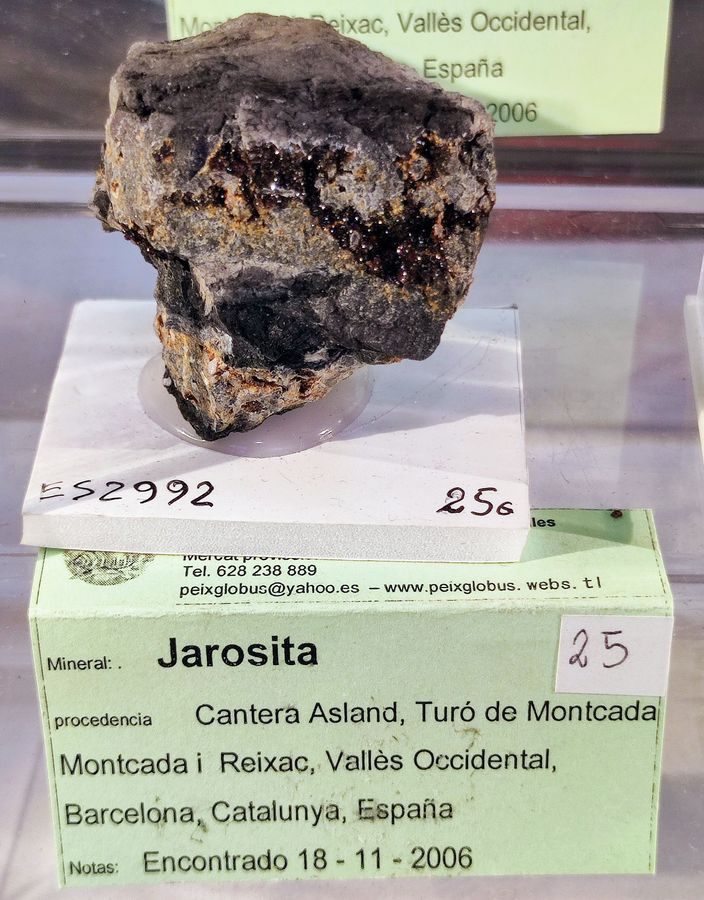 Reixac, Vallès Occidental,
España
2006
ES2992
25G
les
Tel. 628 238 889
peixglobus@yahoo.es – www.peixglobus.webs.tl
Mineral: . Jarosita
25
procedencia Cantera Asland, Turó de Montcada
Montcada i Reixac, Vallès Occidental,
Barcelona, Catalunya, España
Notas: Encontrado 18 - 11 - 2006